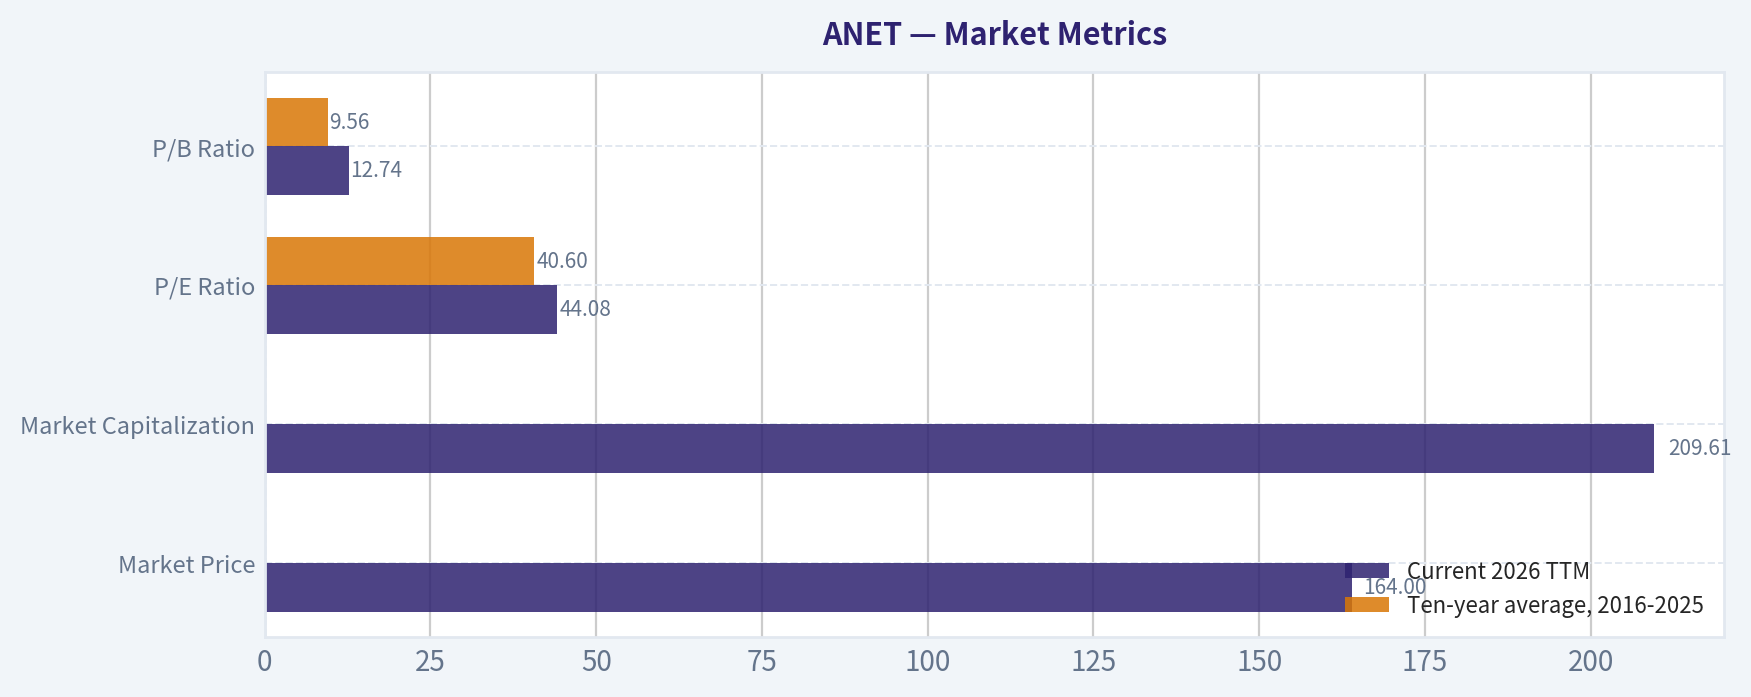 ANET — Market Metrics
P/B Ratio
9.56
12.74
P/E Ratio
40.60
44.08
Market Capitalization
209.61
Market Price
164.00
Current 2026 TTM
Ten-year average, 2016-2025
0 25 50 75 100 125 150 175 200